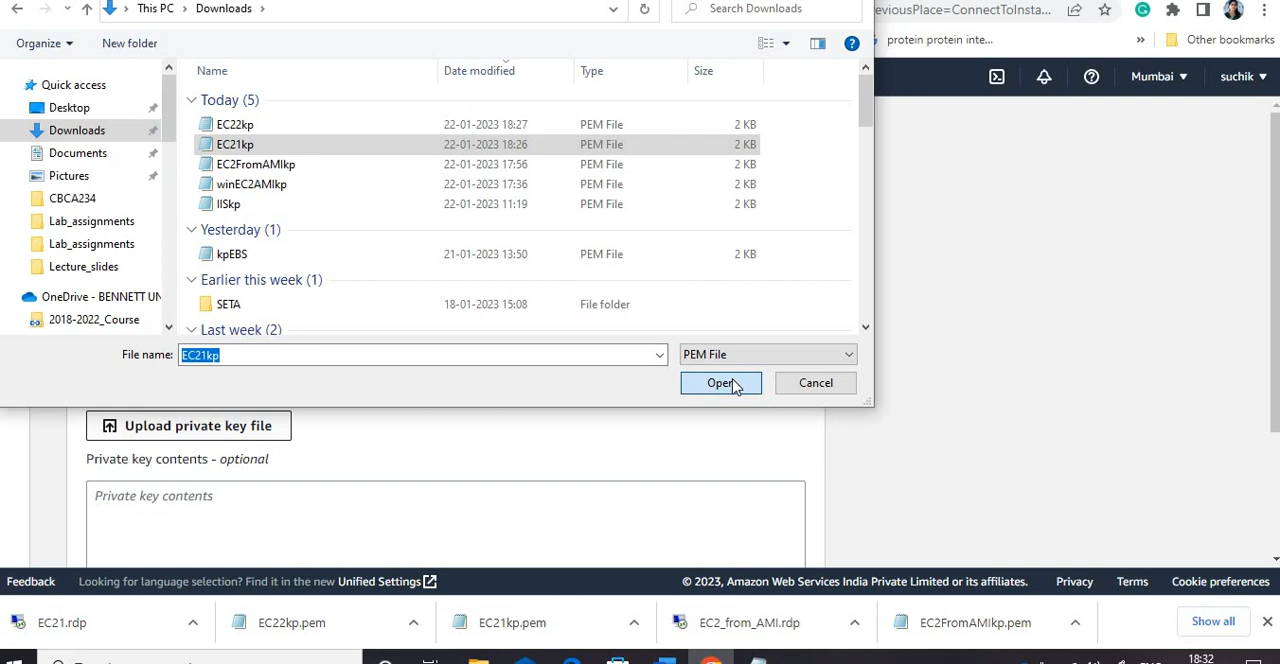 This PC > Downloads >
Search Downloads
eviousPlace=ConnectToInsta...
Organize
New folder
protein protein inte...
» Other bookmarks
Mumbai
suchik
Quick access
Desktop
Downloads
Documents
Pictures
CBCA234
Lab_assignments
Lab_assignments
Lecture_slides
OneDrive - BENNETT UN
2018-2022_Course
Name Date modified Type Size
Today (5)
EC22kp 22-01-2023 18:27 PEM File 2 KB
EC21kp 22-01-2023 18:26 PEM File 2 KB
EC2FromAMIkp 22-01-2023 17:56 PEM File 2 KB
winEC2AMIkp 22-01-2023 17:36 PEM File 2 KB
IISkp 22-01-2023 11:19 PEM File 2 KB
Yesterday (1)
kpEBS 21-01-2023 13:50 PEM File 2 KB
Earlier this week (1)
SETA 18-01-2023 15:08 File folder
Last week (2)
File name: EC21kp PEM File
Open Cancel
Upload private key file
Private key contents - optional
Private key contents
Feedback Looking for language selection? Find it in the new Unified Settings © 2023, Amazon Web Services India Private Limited or its affiliates. Privacy Terms Cookie preferences
EC21.rdp EC22kp.pem EC21kp.pem EC2_from_AMI.rdp EC2FromAMIkp.pem Show all
18:32